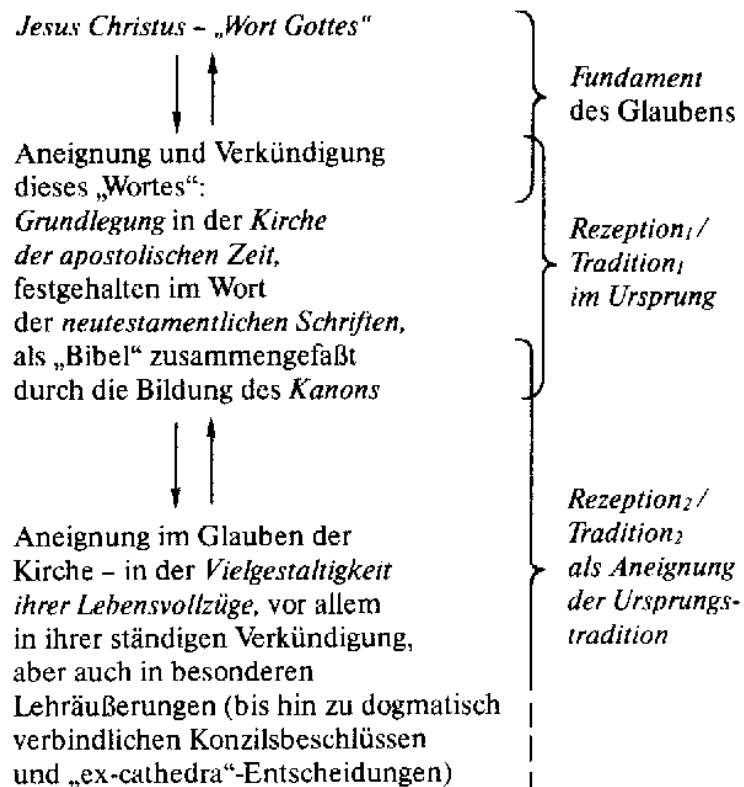 Jesus Christus – „Wort Gottes"
Fundament
des Glaubens
Aneignung und Verkündigung
dieses „Wortes“:
Grundlegung in der Kirche
der apostolischen Zeit,
festgehalten im Wort
der neutestamentlichen Schriften,
als „Bibel“ zusammengefaßt
durch die Bildung des Kanons
Rezeption₁/
Tradition₁
im Ursprung
Aneignung im Glauben der
Kirche – in der Vielgestaltigkeit
ihrer Lebensvollzüge, vor allem
in ihrer ständigen Verkündigung,
aber auch in besonderen
Lehräußerungen (bis hin zu dogmatisch
verbindlichen Konzilsbeschlüssen
und „ex-cathedra“-Entscheidungen)
Rezeption₂/
Tradition₂
als Aneignung
der Ursprungs-
tradition